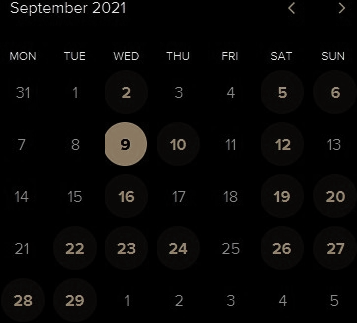 September 2021
MON TUE WED THU FRI SAT SUN
31 1 2 3 4 5 6
7 8 9 10 11 12 13
14 15 16 17 18 19 20
21 22 23 24 25 26 27
28 29 1 2 3 4 5